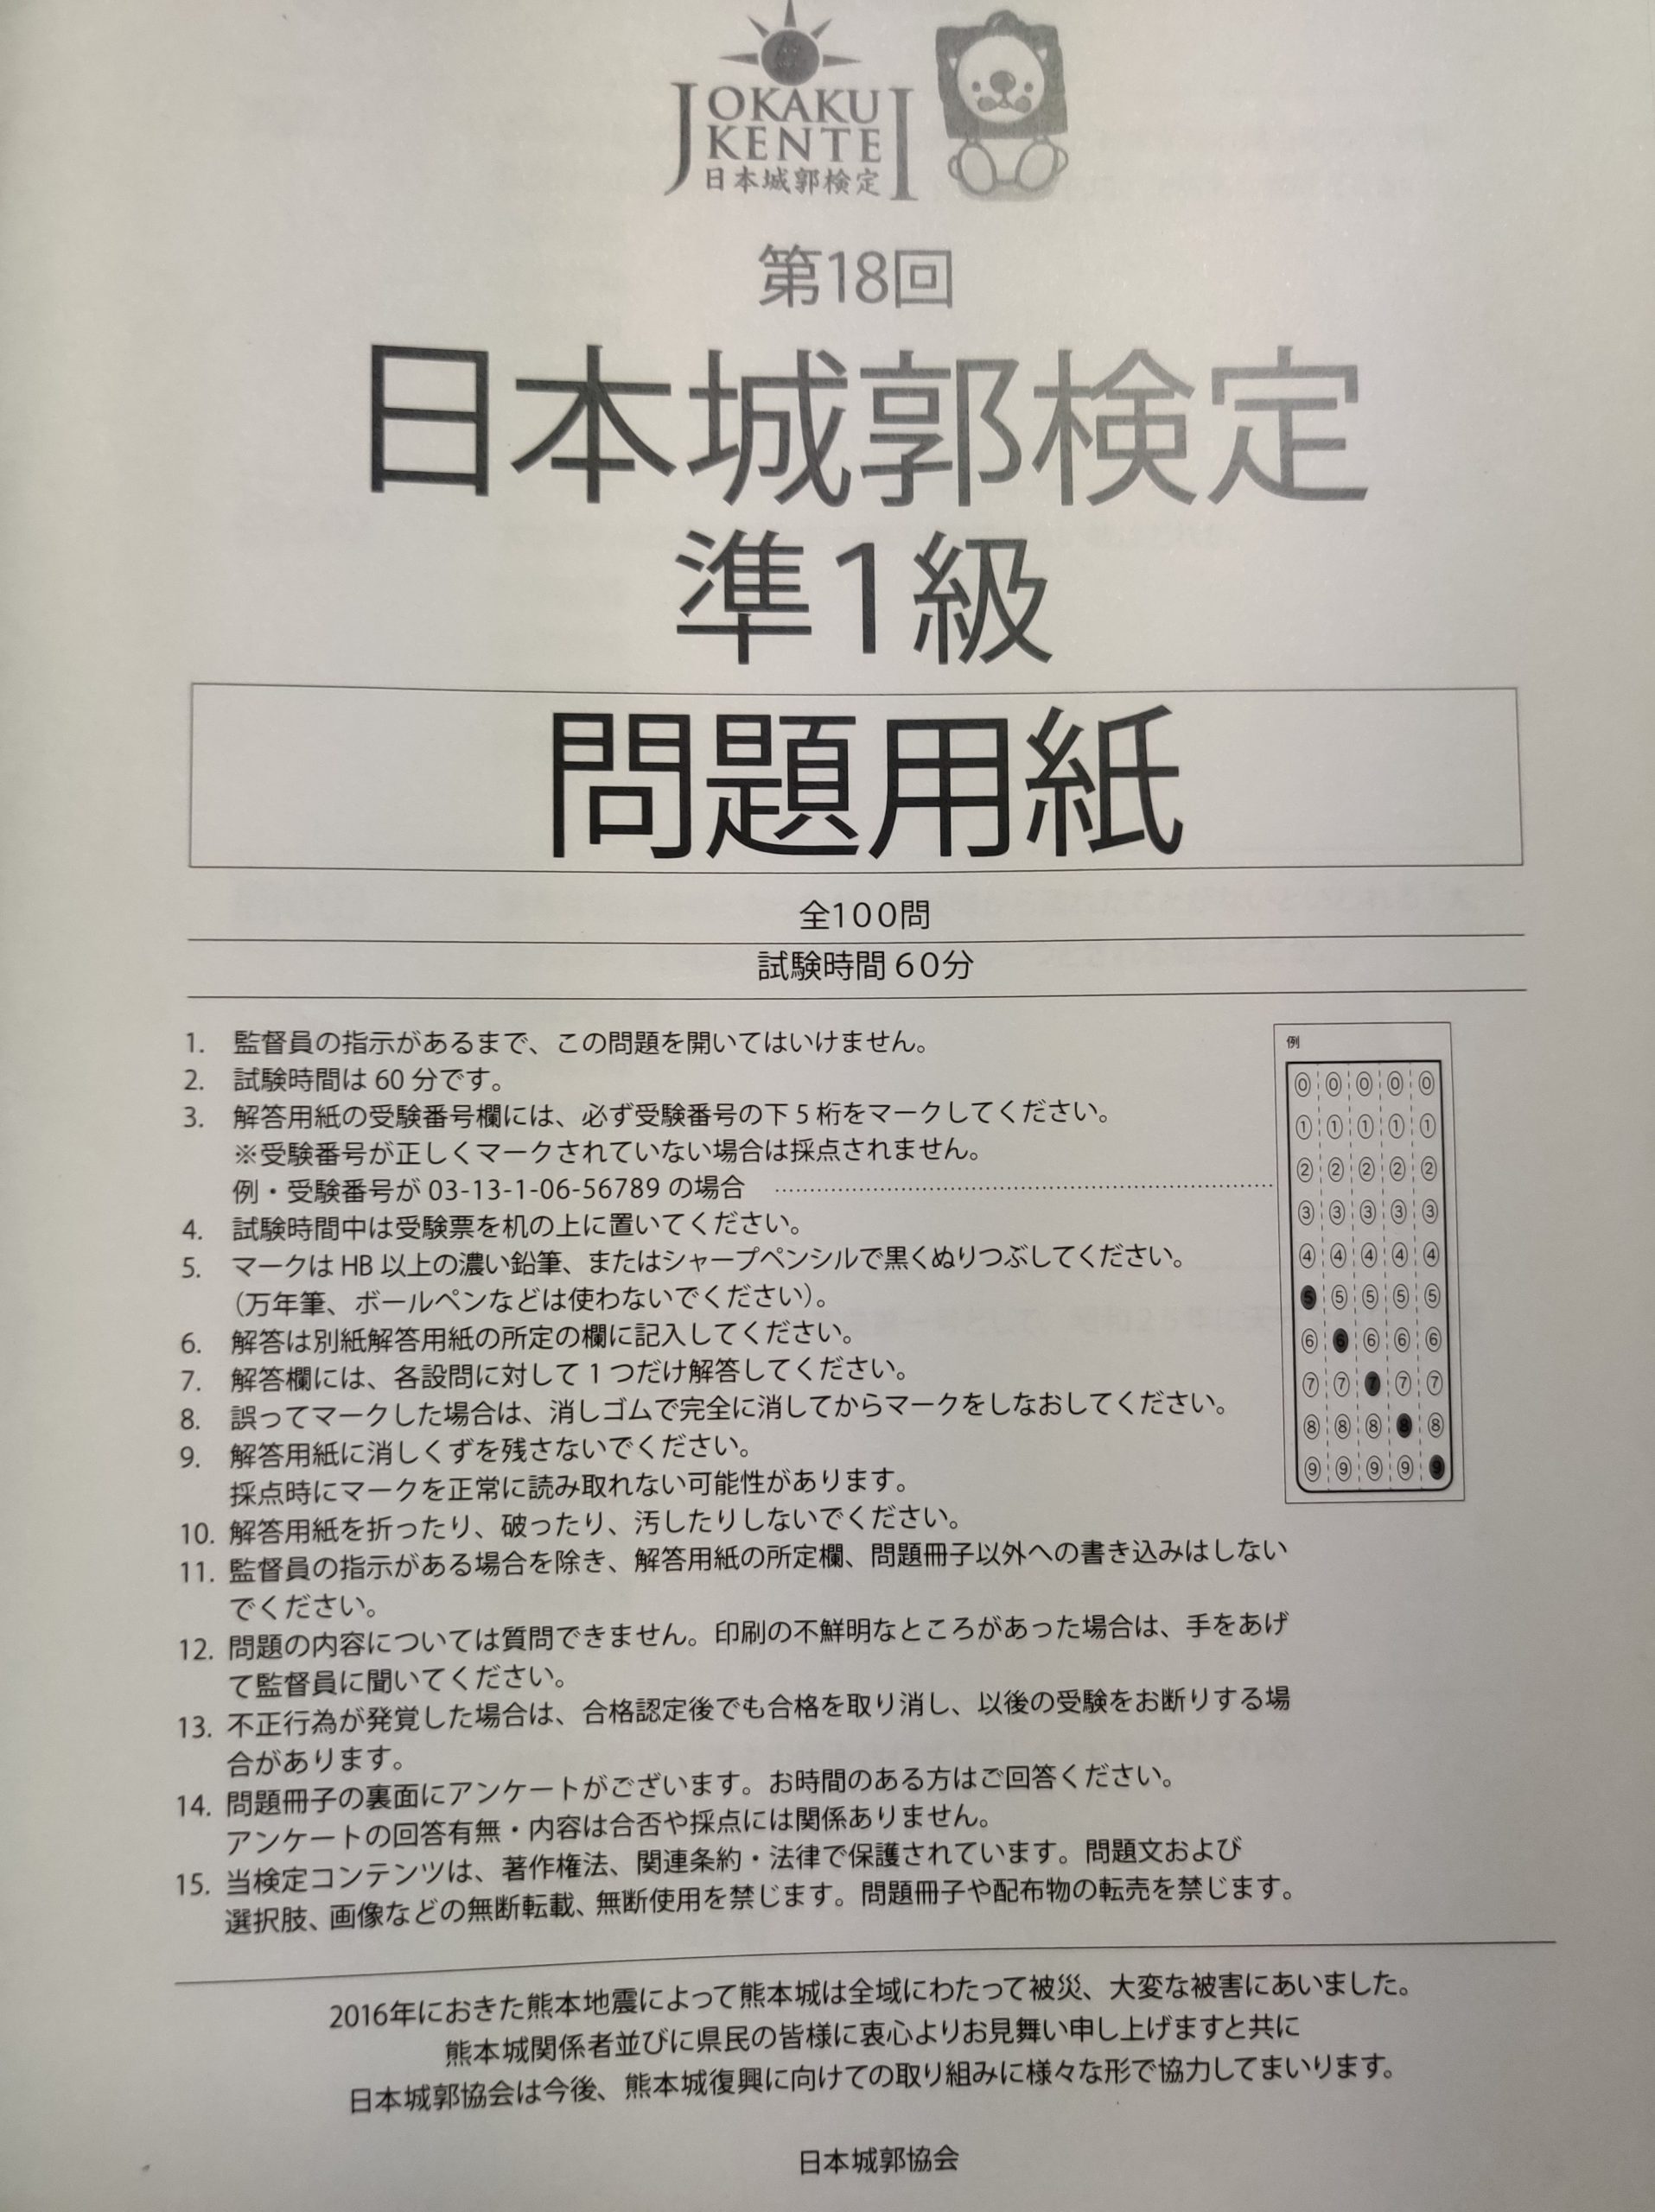 JOKAKU
KENTEI
日本城郭検定
第18回
日本城郭検定
準1級
問題用紙
全100問
試験時間60分
1. 監督員の指示があるまで、この問題を開いてはいけません。
2. 試験時間は 60 分です。
3. 解答用紙の受験番号欄には、必ず受験番号の下 5 桁をマークしてください。
※受験番号が正しくマークされていない場合は採点されません。
例・受験番号が 03-13-1-06-56789 の場合
4. 試験時間中は受験票を机の上に置いてください。
5. マークは HB 以上の濃い鉛筆、またはシャープペンシルで黒くぬりつぶしてください。
（万年筆、ボールペンなどは使わないでください）。
6. 解答は別紙解答用紙の所定の欄に記入してください。
7. 解答欄には、各設問に対して 1 つだけ解答してください。
8. 誤ってマークした場合は、消しゴムで完全に消してからマークをしなおしてください。
9. 解答用紙に消しくずを残さないでください。
採点時にマークを正常に読み取れない可能性があります。
10. 解答用紙を折ったり、破ったり、汚したりしないでください。
11. 監督員の指示がある場合を除き、解答用紙の所定欄、問題冊子以外への書き込みはしない
でください。
12. 問題の内容については質問できません。印刷の不鮮明なところがあった場合は、手をあげ
て監督員に聞いてください。
13. 不正行為が発覚した場合は、合格認定後でも合格を取り消し、以後の受験をお断りする場
合があります。
14. 問題冊子の裏面にアンケートがございます。お時間のある方はご回答ください。
アンケートの回答有無・内容は合否や採点には関係ありません。
15. 当検定コンテンツは、著作権法、関連条約・法律で保護されています。問題文および
選択肢、画像などの無断転載、無断使用を禁じます。問題冊子や配布物の転売を禁じます。
例
⓪ ⓪ ⓪ ⓪ ⓪
① ① ① ① ①
② ② ② ② ②
③ ③ ③ ③ ③
④ ④ ④ ④ ④
❺ ⑤ ⑤ ⑤ ⑤
⑥ ❻ ⑥ ⑥ ⑥
⑦ ⑦ ❼ ⑦ ⑦
⑧ ⑧ ⑧ ❽ ⑧
⑨ ⑨ ⑨ ⑨ ❾
2016年におきた熊本地震によって熊本城は全域にわたって被災、大変な被害にあいました。
熊本城関係者並びに県民の皆様に衷心よりお見舞い申し上げますと共に
日本城郭協会は今後、熊本城復興に向けての取り組みに様々な形で協力してまいります。
日本城郭協会